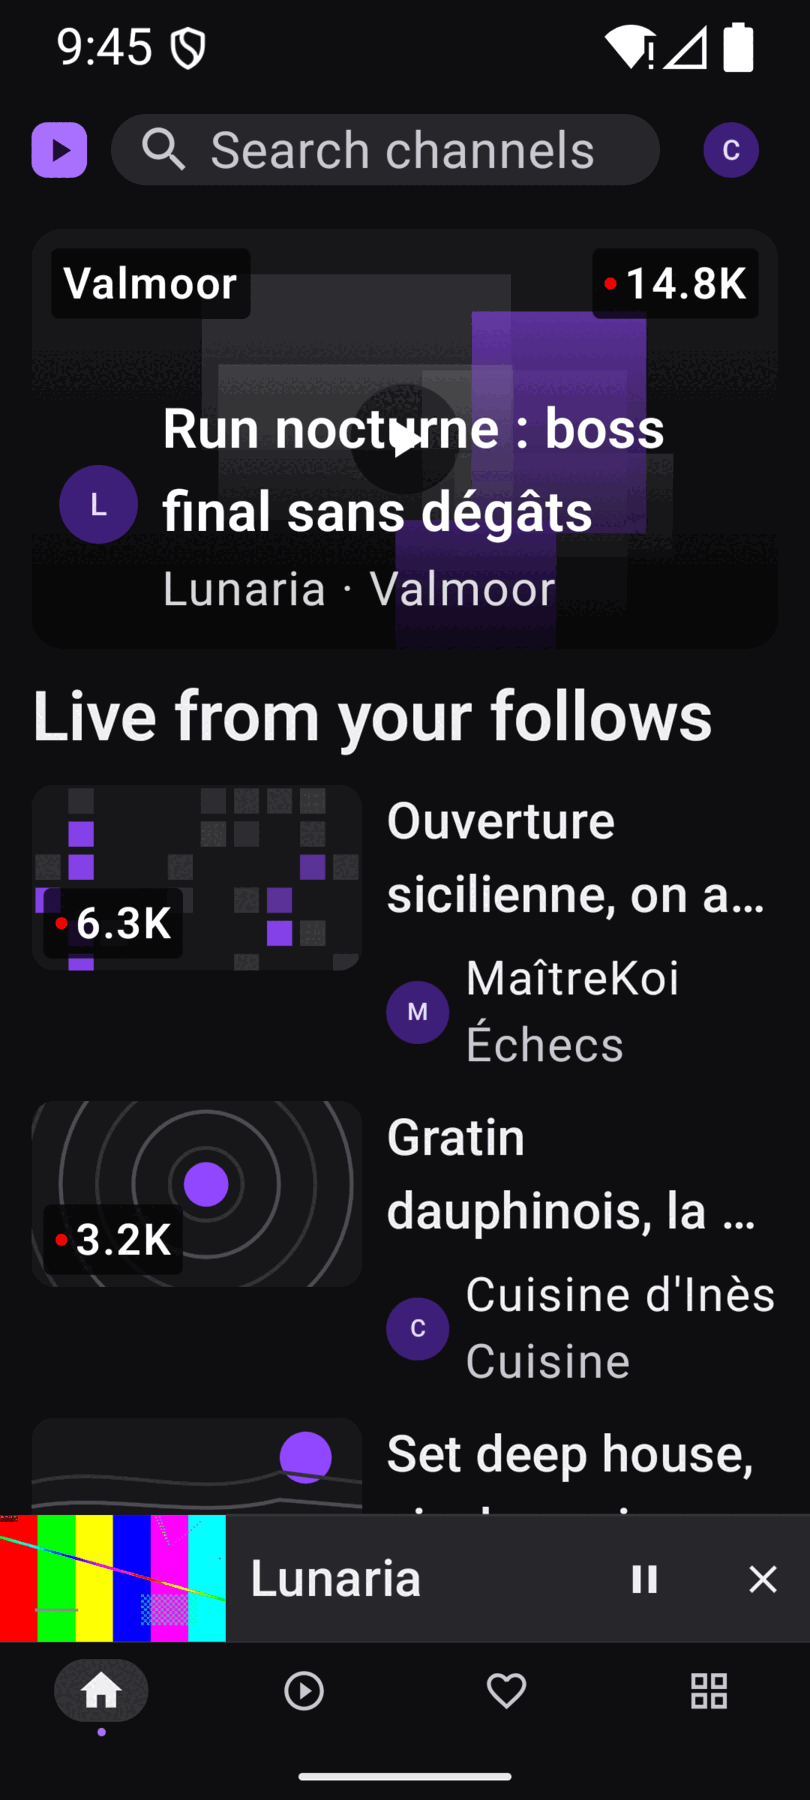 9:45
Search channels
C
Valmoor
14.8K
Run nocturne : boss
final sans dégâts
L
Lunaria · Valmoor
Live from your follows
6.3K
Ouverture
sicilienne, on a…
M
MaîtreKoi
Échecs
3.2K
Gratin
dauphinois, la …
C
Cuisine d'Inès
Cuisine
Set deep house,
Lunaria